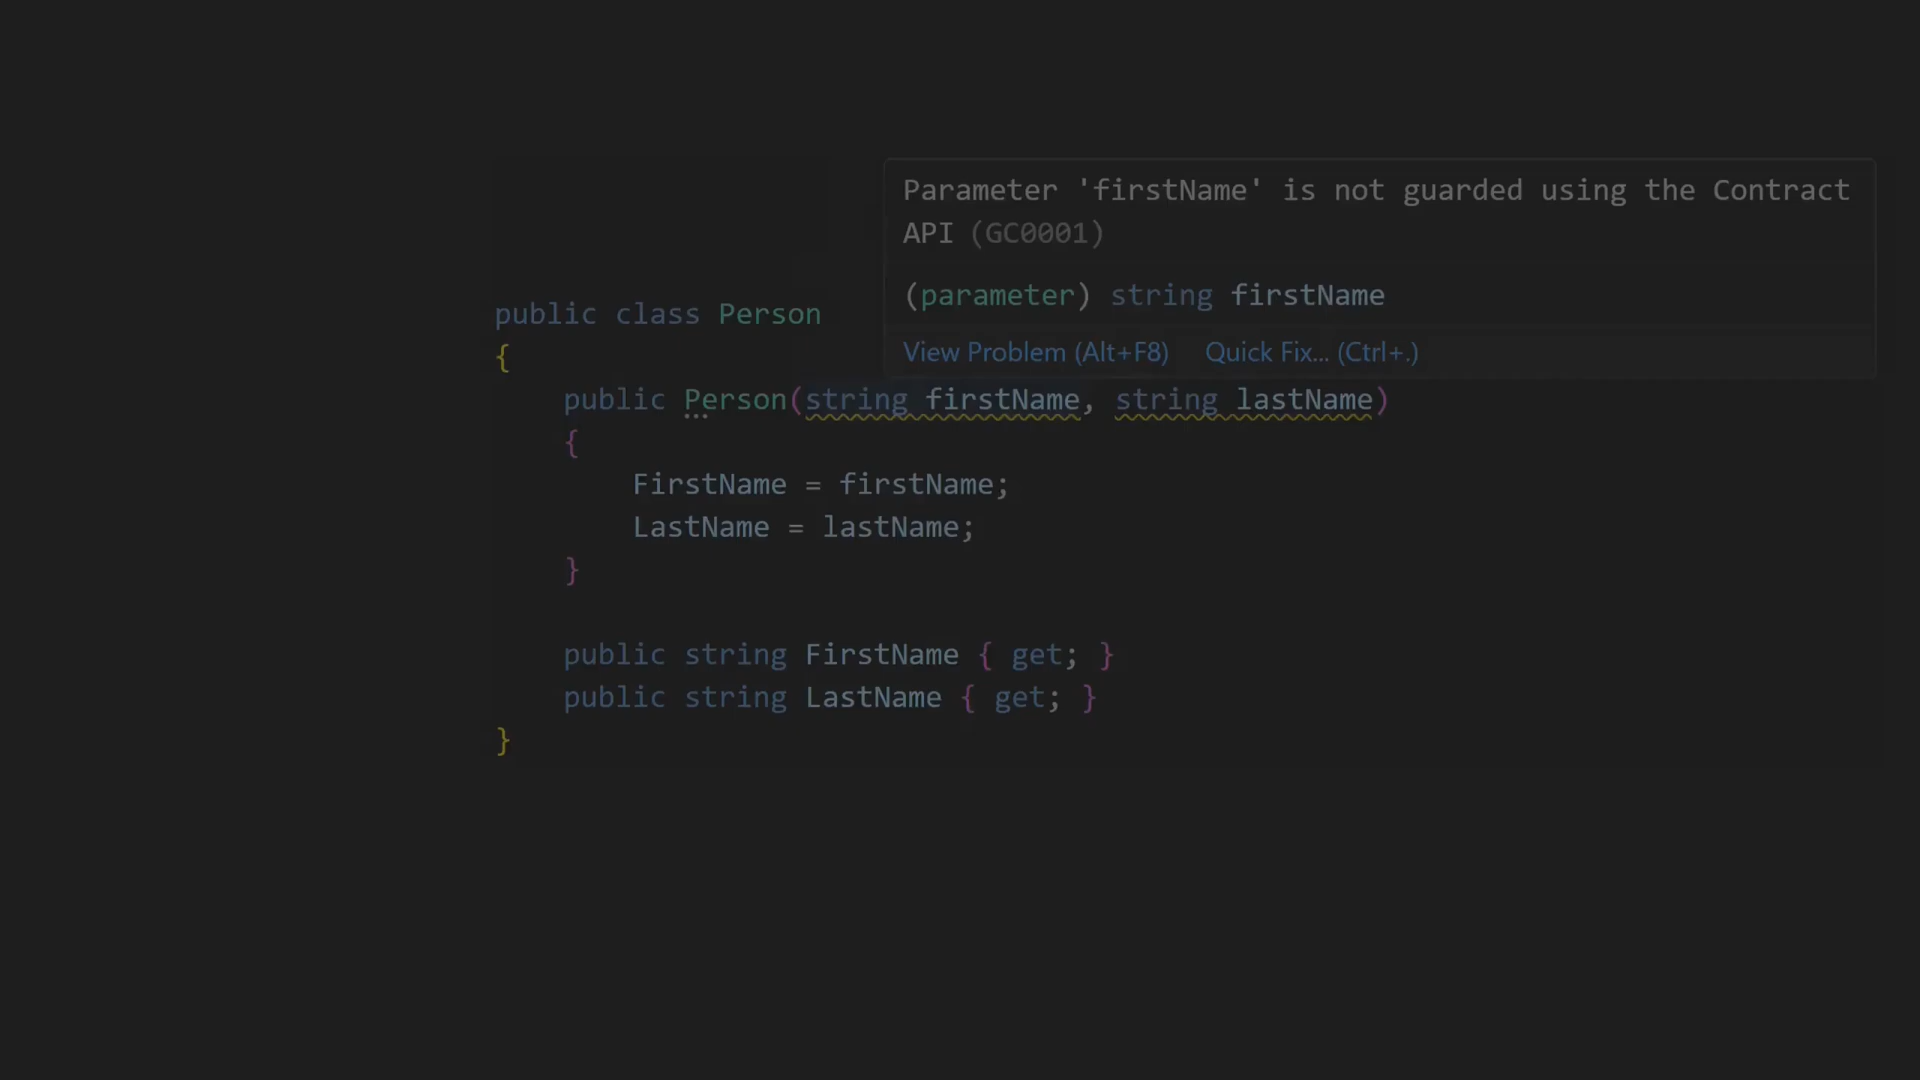 Parameter 'firstName' is not guarded using the Contract
API (GC0001)
(parameter) string firstName
View Problem (Alt+F8) Quick Fix... (Ctrl+.)
public class Person
{
    public Person(string firstName, string lastName)
    {
        FirstName = firstName;
        LastName = lastName;
    }

    public string FirstName { get; }
    public string LastName { get; }
}